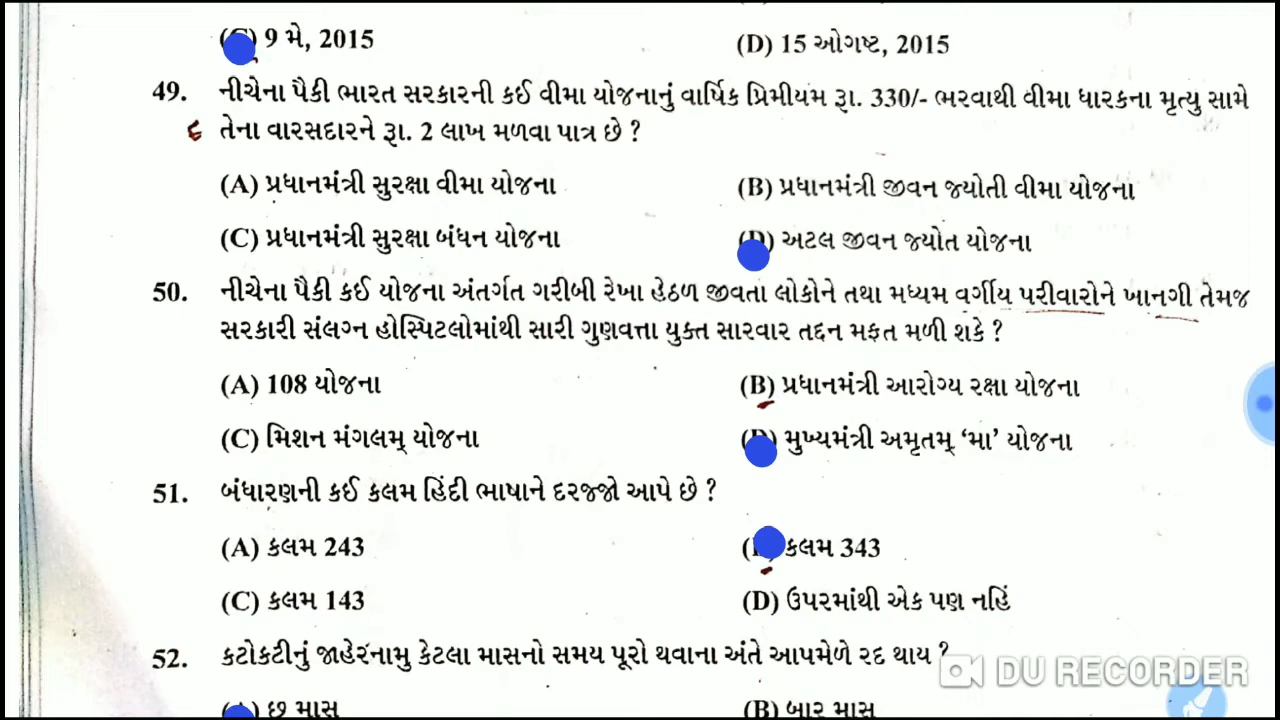 9 મે, 2015
(D) 15 ઓગષ્ટ, 2015
49. નીચેના પૈકી ભારત સરકારની કઈ વીમા યોજનાનું વાર્ષિક પ્રિમીયમ રૂા. 330/- ભરવાથી વીમા ધારકના મૃત્યુ સામે
તેના વારસદારને રૂા. 2 લાખ મળવા પાત્ર છે ?
(A) પ્રધાનમંત્રી સુરક્ષા વીમા યોજના
(B) પ્રધાનમંત્રી જીવન જ્યોતી વીમા યોજના
(C) પ્રધાનમંત્રી સુરક્ષા બંધન યોજના
(D) અટલ જીવન જ્યોત યોજના
50. નીચેના પૈકી કઈ યોજના અંતર્ગત ગરીબી રેખા હેઠળ જીવતા લોકોને તથા મધ્યમ વર્ગીય પરીવારોને ખાનગી તેમજ
સરકારી સંલગ્ન હોસ્પિટલોમાંથી સારી ગુણવત્તા યુક્ત સારવાર તદ્દન મફત મળી શકે ?
(A) 108 યોજના
(B) પ્રધાનમંત્રી આરોગ્ય રક્ષા યોજના
(C) મિશન મંગલમ્ યોજના
(D) મુખ્યમંત્રી અમૃતમ્ ‘મા’ યોજના
51. બંધારણની કઈ કલમ હિંદી ભાષાને દરજ્જો આપે છે ?
(A) કલમ 243
કલમ 343
(C) કલમ 143
(D) ઉપરમાંથી એક પણ નહિં
52. કટોકટીનું જાહેરનામુ કેટલા માસનો સમય પૂરો થવાના અંતે આપમેળે રદ થાય ?
DU RECORDER
છ માસ
(B) બાર માસ